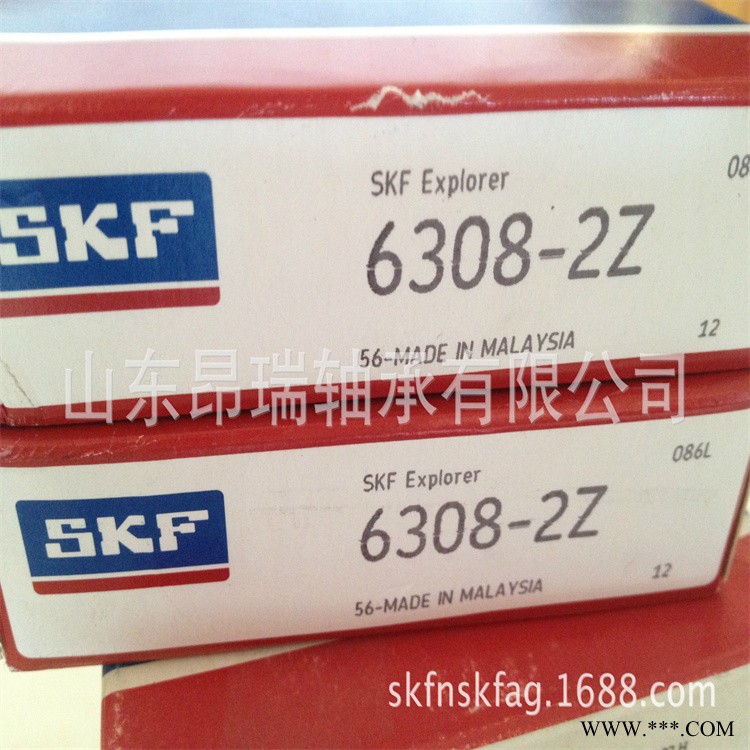 SKF
SKF Explorer
08
6308-2Z
12
56-MADE IN MALAYSIA
山东昂瑞轴承有限公司
SKF
SKF Explorer
086L
6308-2Z
12
56-MADE IN MALAYSIA
skfnskfag.1688.com
WWW.***.COM